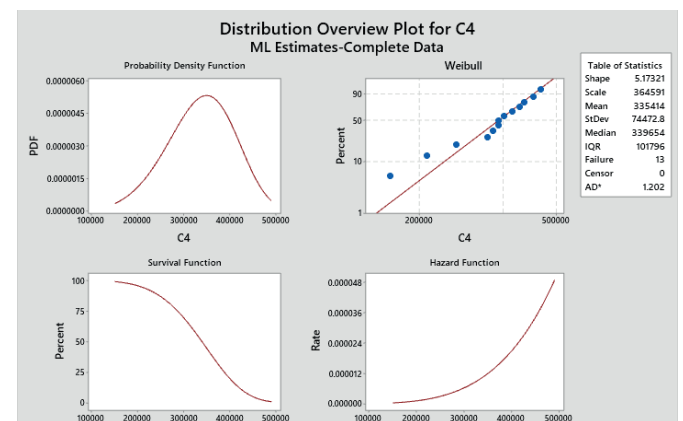 Distribution Overview Plot for C4
ML Estimates-Complete Data
Probability Density Function
0.0000060
0.0000045
0.0000030
0.0000015
0.0000000
PDF
100000 200000 300000 400000 500000
C4
Weibull
90
50
10
1
Percent
200000 500000
C4
Table of Statistics
Shape 5.17321
Scale 364591
Mean 335414
StDev 74472.8
Median 339654
IQR 101796
Failure 13
Censor 0
AD* 1.202
Survival Function
100
75
50
25
0
Percent
100000 200000 300000 400000 500000
Hazard Function
0.000048
0.000036
0.000024
0.000012
0.000000
Rate
100000 200000 300000 400000 500000